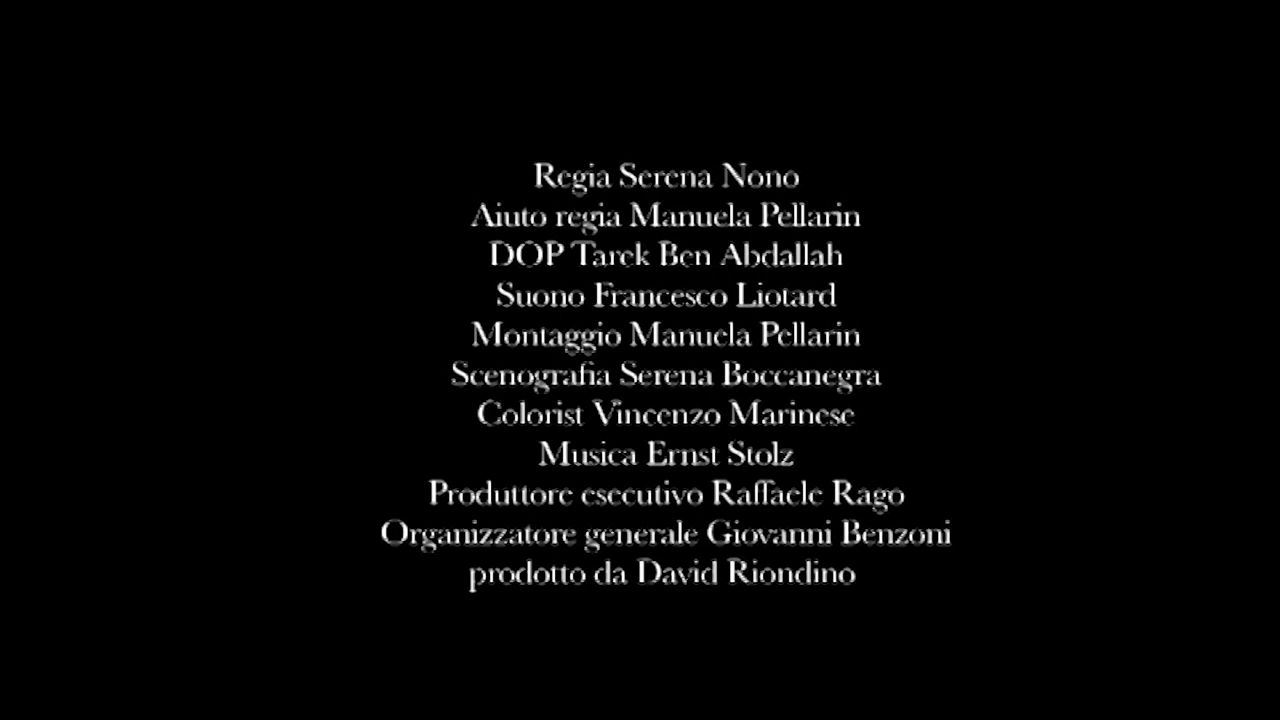 Regia Serena Nono
Aiuto regia Manuela Pellarin
DOP Tarek Ben Abdallah
Suono Francesco Liotard
Montaggio Manuela Pellarin
Scenografia Serena Boccanegra
Colorist Vincenzo Marinese
Musica Ernst Stolz
Produttore esecutivo Raffaele Rago
Organizzatore generale Giovanni Benzoni
prodotto da David Riondino